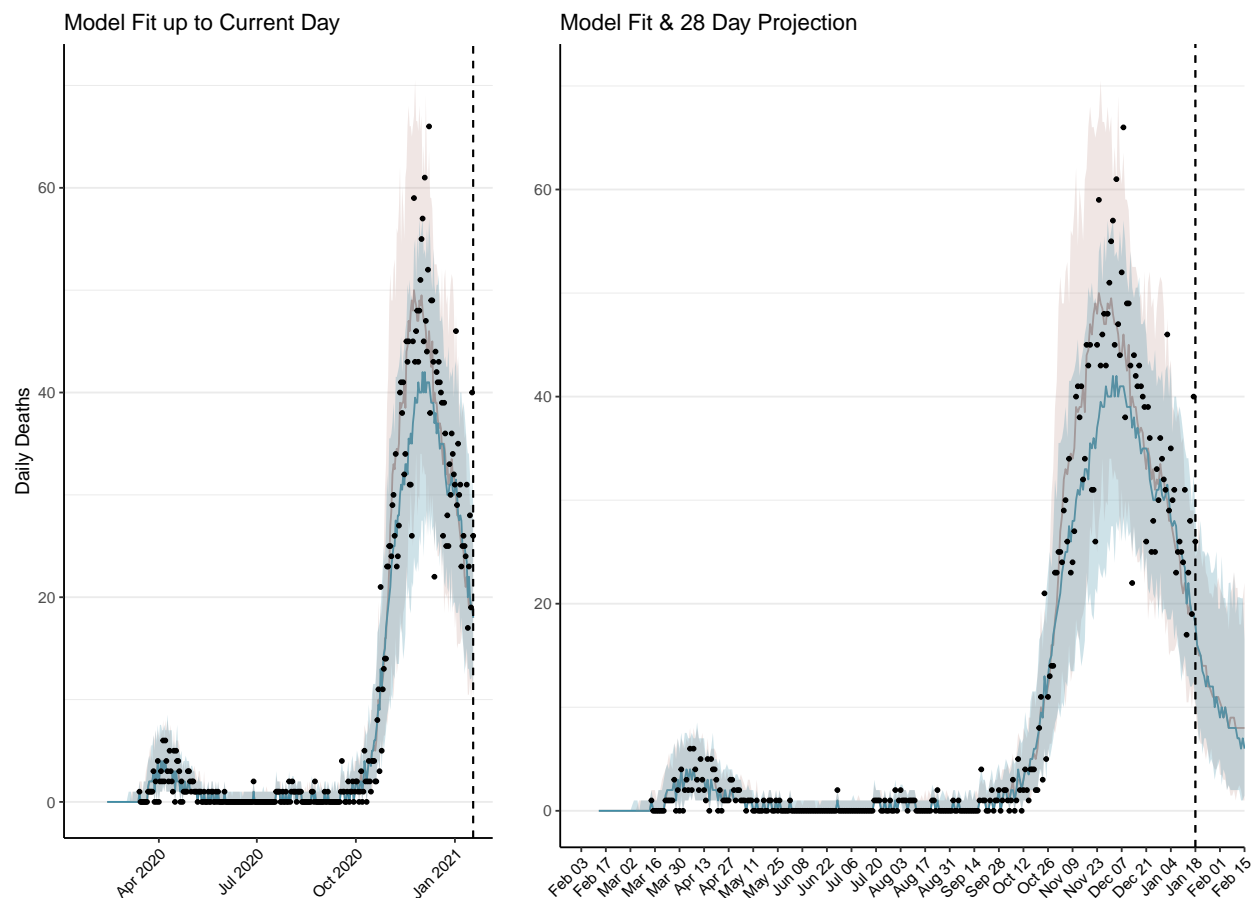 Model Fit up to Current Day
Daily Deaths
60
40
20
0
Apr 2020
Jul 2020
Oct 2020
Jan 2021
Model Fit & 28 Day Projection
60
40
20
0
Feb 03
Feb 17
Mar 02
Mar 16
Mar 30
Apr 13
Apr 27
May 11
May 25
Jun 08
Jun 22
Jul 06
Jul 20
Aug 03
Aug 17
Aug 31
Sep 14
Sep 28
Oct 12
Oct 26
Nov 09
Nov 23
Dec 07
Dec 21
Jan 04
Jan 18
Feb 01
Feb 15